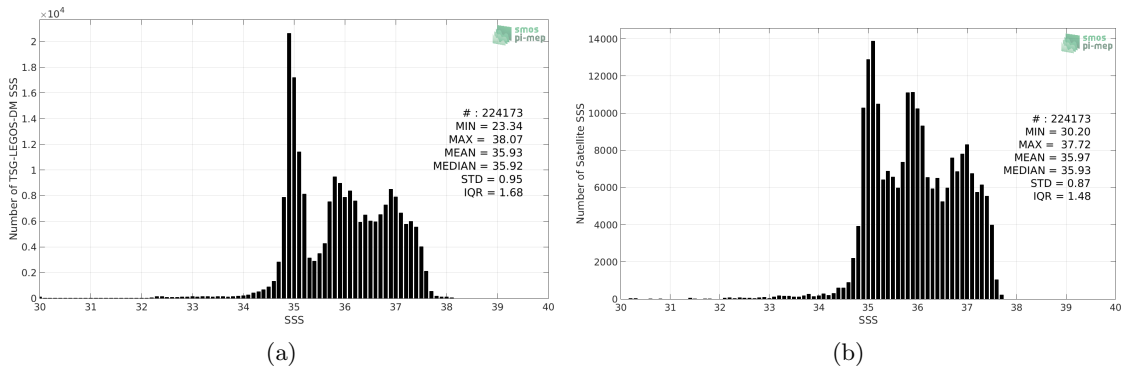 ×10⁴
smos
pi-mep
Number of TSG-LEGOS-DM SSS
2
1.8
1.6
1.4
1.2
1
0.8
0.6
0.4
0.2
0
# : 224173
MIN = 23.34
MAX = 38.07
MEAN = 35.93
MEDIAN = 35.92
STD = 0.95
IQR = 1.68
30 31 32 33 34 35 36 37 38 39 40
SSS
(a)
smos
pi-mep
Number of Satellite SSS
14000
12000
10000
8000
6000
4000
2000
0
# : 224173
MIN = 30.20
MAX = 37.72
MEAN = 35.97
MEDIAN = 35.93
STD = 0.87
IQR = 1.48
30 31 32 33 34 35 36 37 38 39 40
SSS
(b)